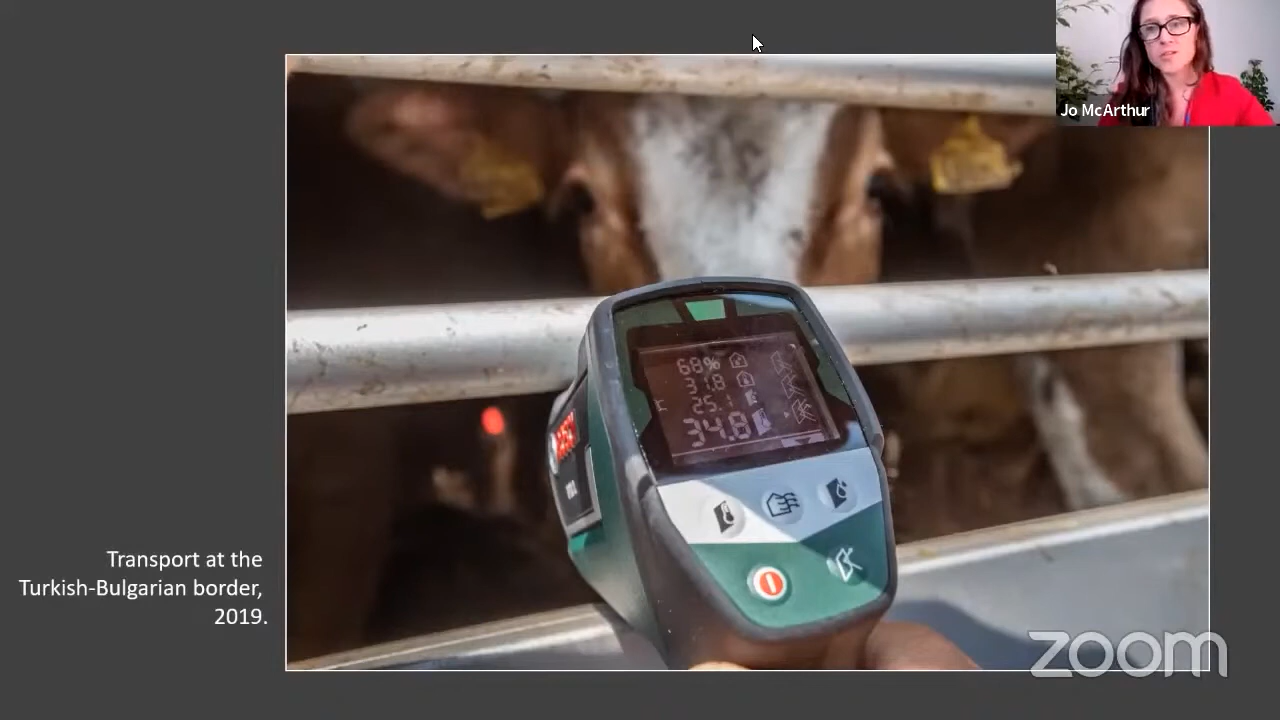 Jo McArthur
68%
31.8
25.1
34.8
Transport at the
Turkish-Bulgarian border,
2019.
zoom